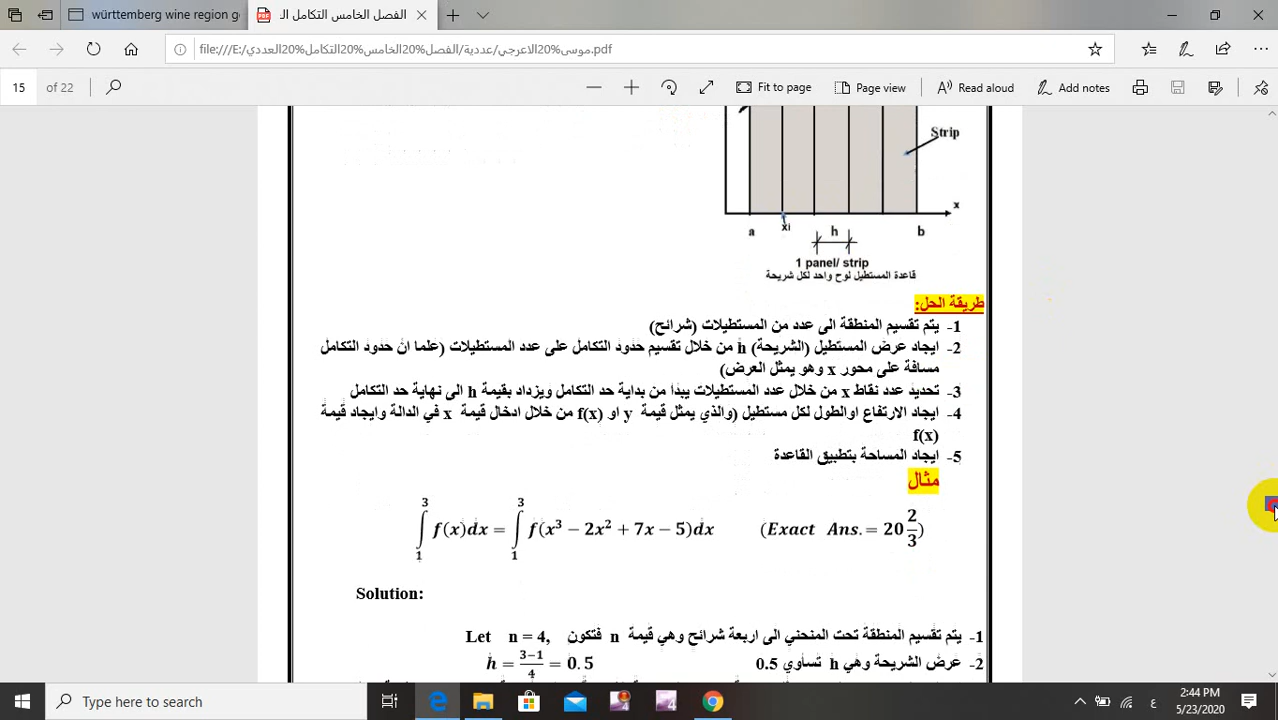 württemberg wine region ge
الفصل الخامس التكامل ال
file:///E:/عددية/الفصل%20الخامس%20التكامل%20العددي/موسى%20الاعرجي.pdf
15 of 22
Fit to page
Page view
Read aloud
Add notes
Strip
x
a xi h b
1 panel/ strip
قاعدة المستطيل لوح واحد لكل شريحة
طريقة الحل:
1- يتم تقسيم المنطقة الى عدد من المستطيلات (شرائح)
2- ايجاد عرض المستطيل (الشريحة) h من خلال تقسيم حدود التكامل على عدد المستطيلات (علما ان حدود التكامل
مسافة على محور x وهو يمثل العرض)
3- تحديد عدد نقاط x من خلال عدد المستطيلات يبدأ من بداية حد التكامل ويزداد بقيمة h الى نهاية حد التكامل
4- ايجاد الارتفاع اوالطول لكل مستطيل (والذي يمثل قيمة y او f(x) من خلال ادخال قيمة x في الدالة وايجاد قيمة
f(x)
5- ايجاد المساحة بتطبيق القاعدة
مثال
∫₁³ f(x)dx = ∫₁³ f(x³ − 2x² + 7x − 5)dx (Exact Ans. = 20 2/3)
Solution:
1- يتم تقسيم المنطقة تحت المنحني الى اربعة شرائح وهي قيمة n فتكون Let n = 4,
2- عرض الشريحة وهي h تساوي 0.5 h = (3−1)/4 = 0.5
Type here to search
ع
2:44 PM
5/23/2020